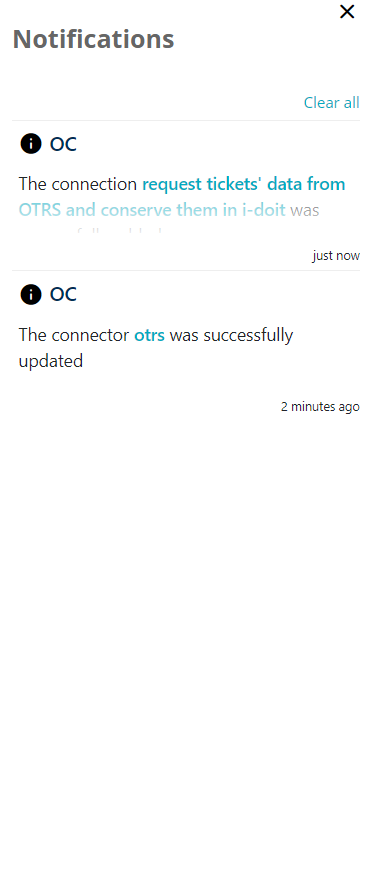 Notifications
Clear all
OC
The connection request tickets' data from
OTRS and conserve them in i-doit was
just now
OC
The connector otrs was successfully
updated
2 minutes ago